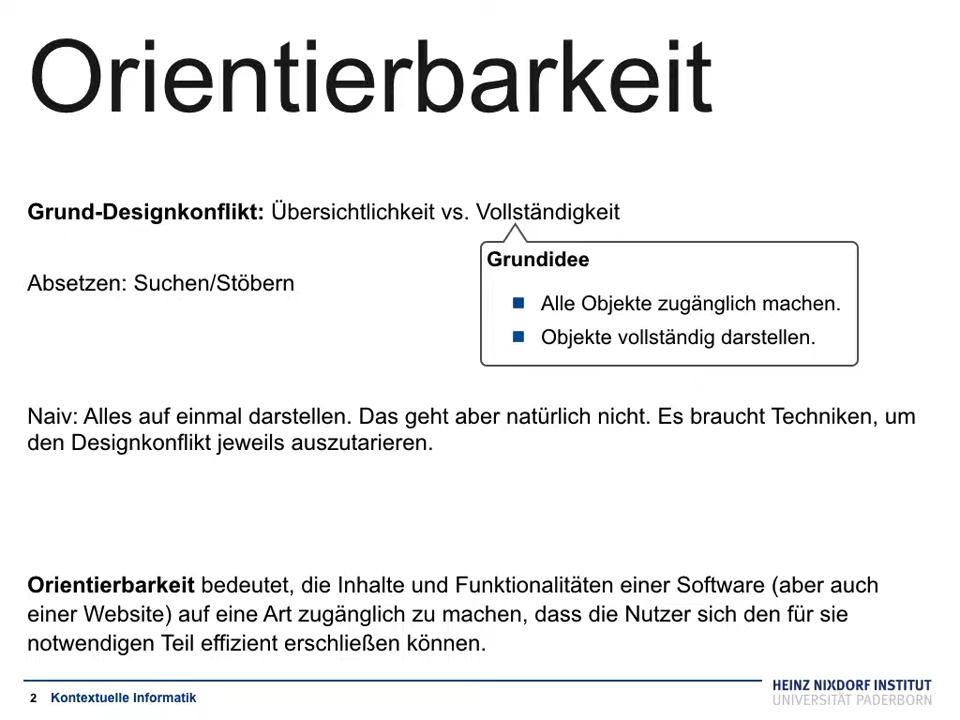 Orientierbarkeit
Grund-Designkonflikt: Übersichtlichkeit vs. Vollständigkeit
Grundidee
Alle Objekte zugänglich machen.
Objekte vollständig darstellen.
Absetzen: Suchen/Stöbern
Naiv: Alles auf einmal darstellen. Das geht aber natürlich nicht. Es braucht Techniken, um
den Designkonflikt jeweils auszutarieren.
Orientierbarkeit bedeutet, die Inhalte und Funktionalitäten einer Software (aber auch
einer Website) auf eine Art zugänglich zu machen, dass die Nutzer sich den für sie
notwendigen Teil effizient erschließen können.
2 Kontextuelle Informatik
HEINZ NIXDORF INSTITUT
UNIVERSITÄT PADERBORN